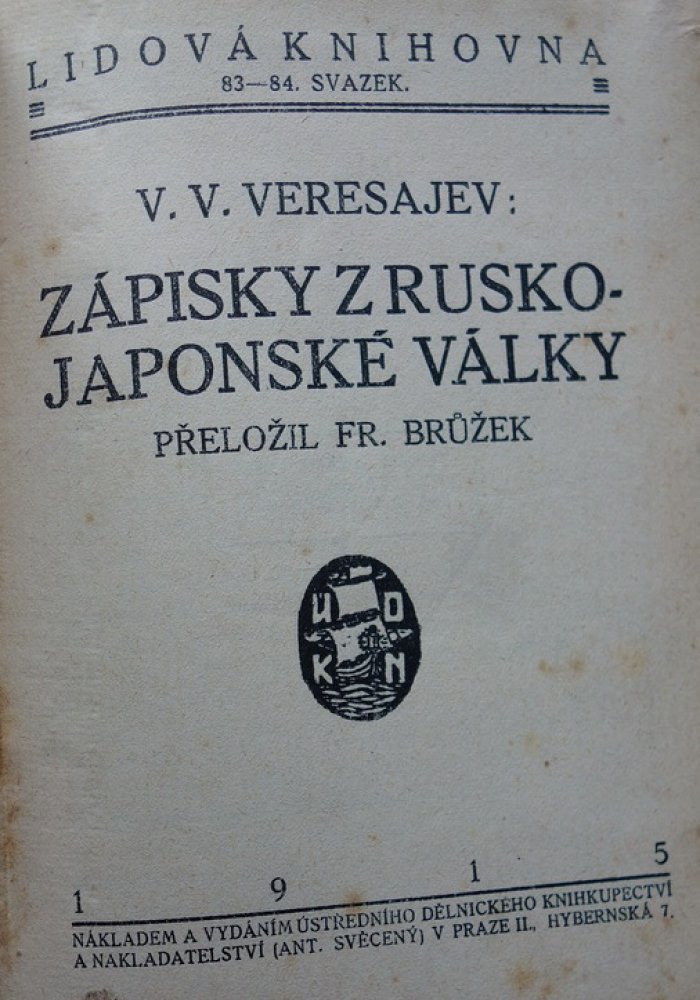 LIDOVÁ KNIHOVNA
83—84. SVAZEK.
V. V. VERESAJEV:
ZÁPISKY Z RUSKO-
JAPONSKÉ VÁLKY
PŘELOŽIL FR. BRŮŽEK
U D
K N
1 9 1 5
NÁKLADEM A VYDÁNÍM ÚSTŘEDNÍHO DĚLNICKÉHO KNIHKUPECTVÍ
A NAKLADATELSTVÍ (ANT. SVĚCENÝ) V PRAZE II., HYBERNSKÁ 7.